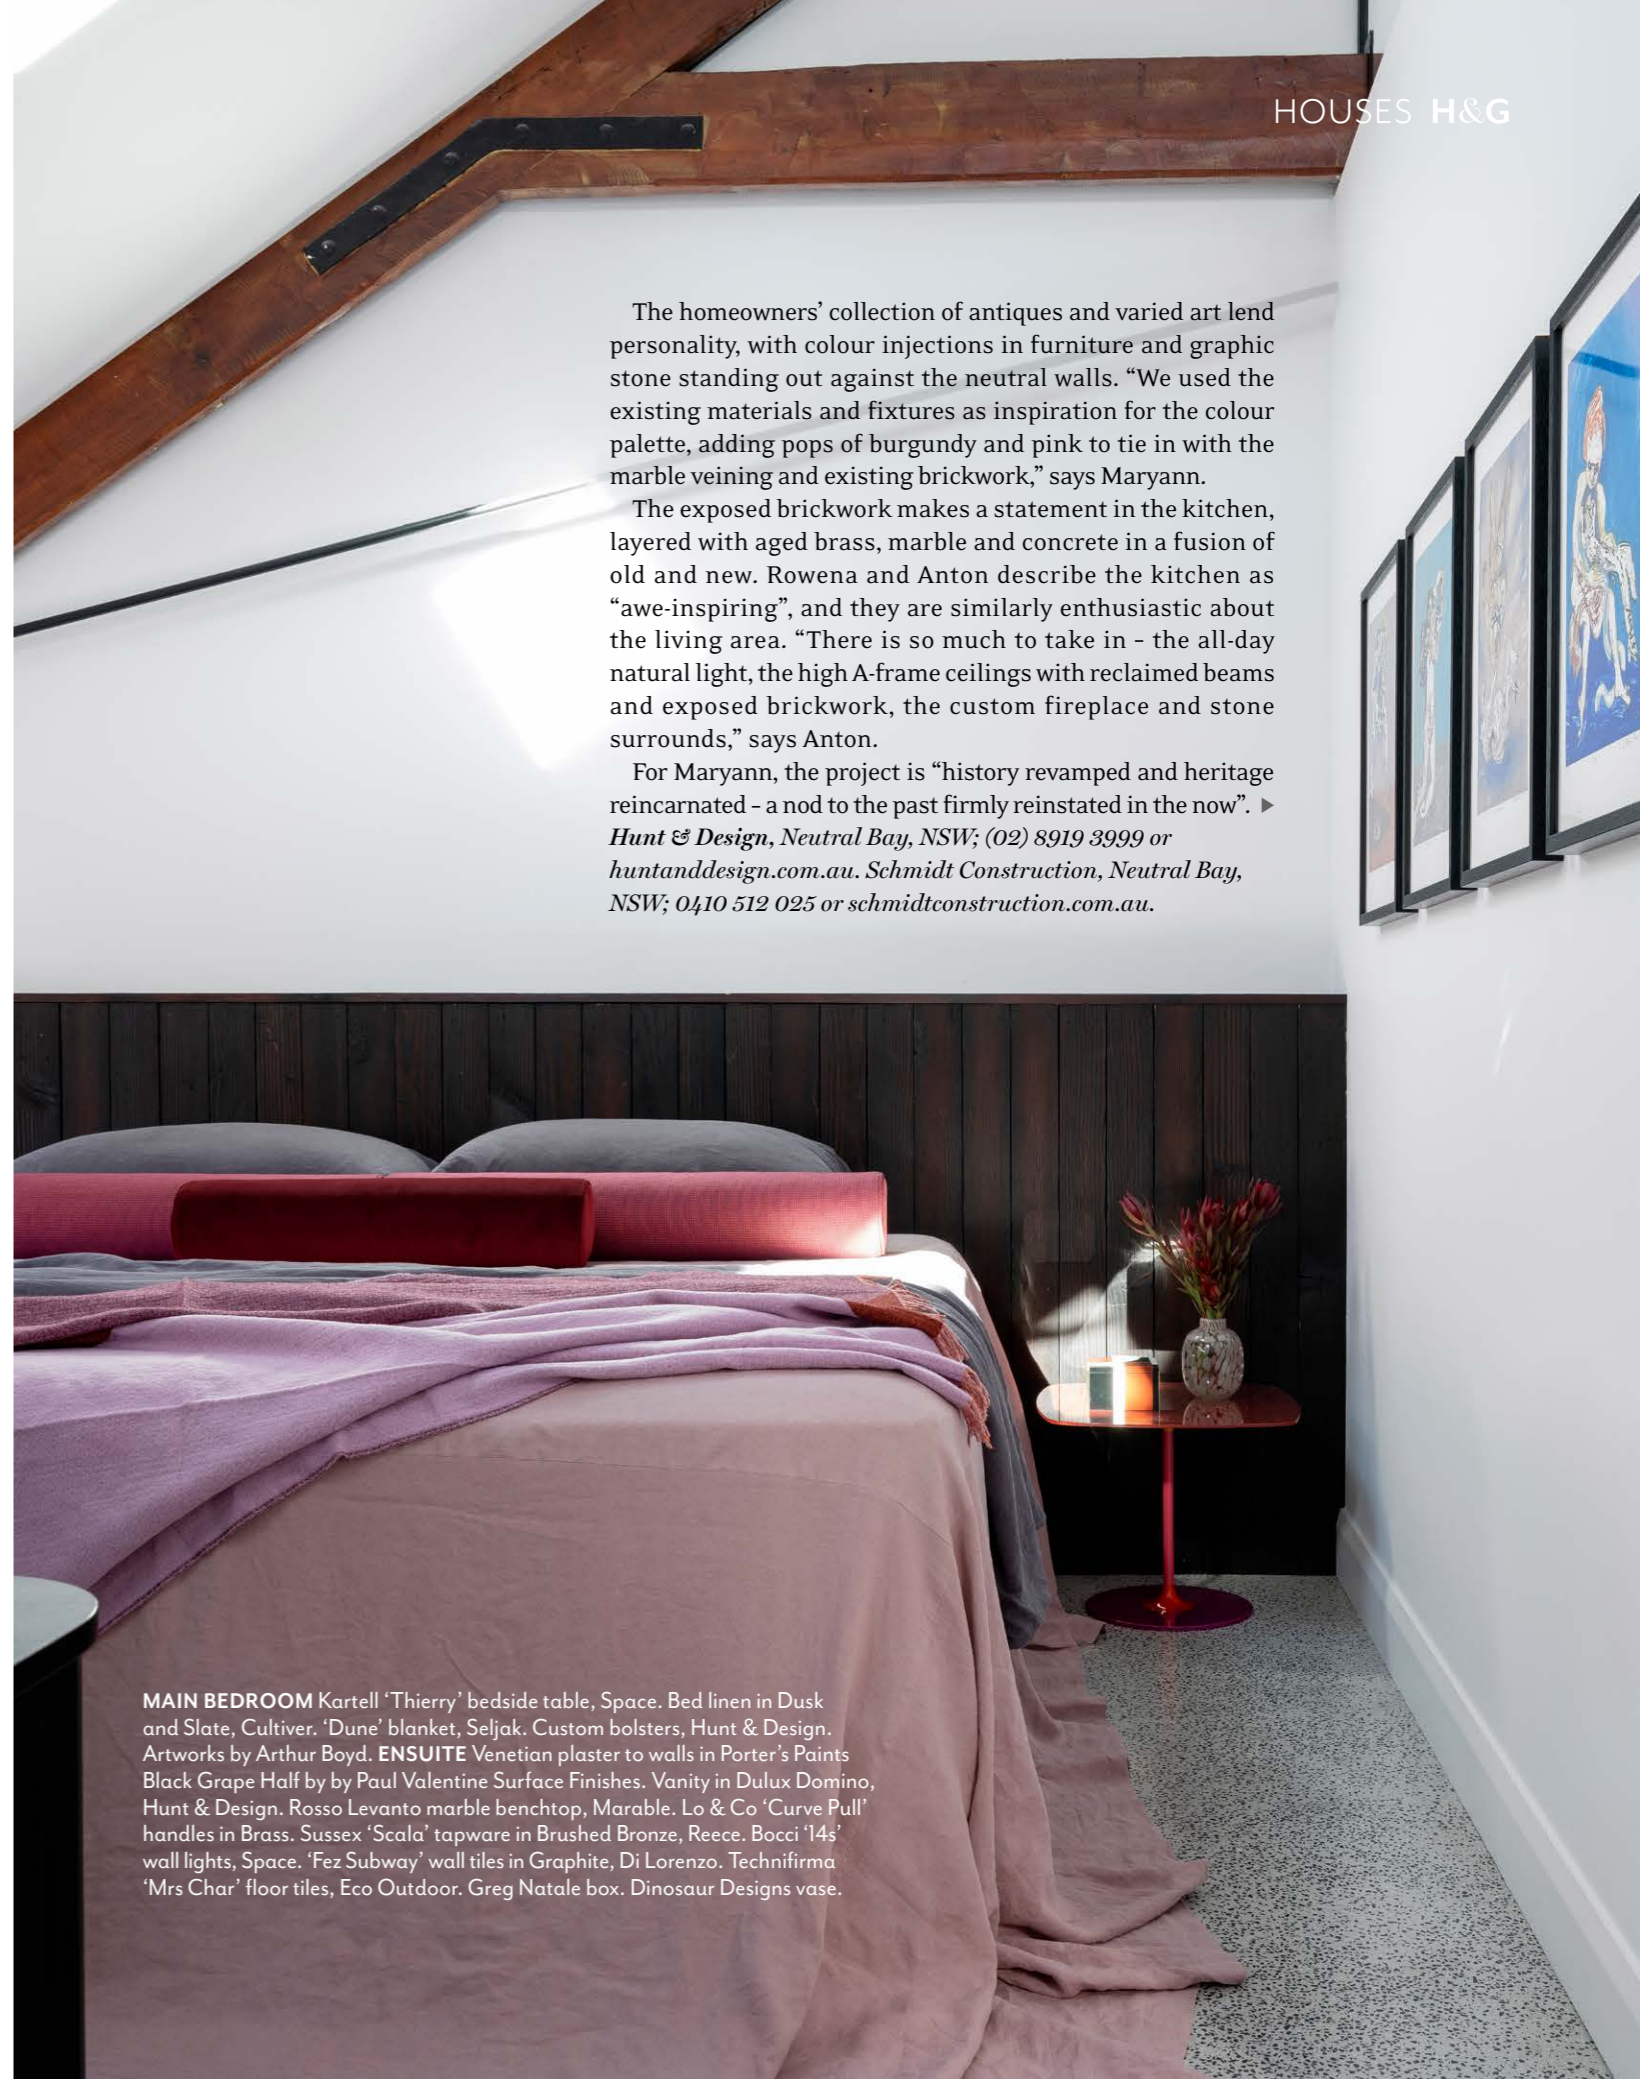 HOUSES H&G
The homeowners’ collection of antiques and varied art lend
personality, with colour injections in furniture and graphic
stone standing out against the neutral walls. “We used the
existing materials and fixtures as inspiration for the colour
palette, adding pops of burgundy and pink to tie in with the
marble veining and existing brickwork,” says Maryann.
The exposed brickwork makes a statement in the kitchen,
layered with aged brass, marble and concrete in a fusion of
old and new. Rowena and Anton describe the kitchen as
“awe-inspiring”, and they are similarly enthusiastic about
the living area. “There is so much to take in – the all-day
natural light, the high A-frame ceilings with reclaimed beams
and exposed brickwork, the custom fireplace and stone
surrounds,” says Anton.
For Maryann, the project is “history revamped and heritage
reincarnated – a nod to the past firmly reinstated in the now”. ▶
Hunt & Design, Neutral Bay, NSW; (02) 8919 3999 or
huntanddesign.com.au. Schmidt Construction, Neutral Bay,
NSW; 0410 512 025 or schmidtconstruction.com.au.
MAIN BEDROOM Kartell ‘Thierry’ bedside table, Space. Bed linen in Dusk
and Slate, Cultiver. ‘Dune’ blanket, Seljak. Custom bolsters, Hunt & Design.
Artworks by Arthur Boyd. ENSUITE Venetian plaster to walls in Porter’s Paints
Black Grape Half by by Paul Valentine Surface Finishes. Vanity in Dulux Domino,
Hunt & Design. Rosso Levanto marble benchtop, Marable. Lo & Co ‘Curve Pull’
handles in Brass. Sussex ‘Scala’ tapware in Brushed Bronze, Reece. Bocci ‘14s’
wall lights, Space. ‘Fez Subway’ wall tiles in Graphite, Di Lorenzo. Technifirma
‘Mrs Char’ floor tiles, Eco Outdoor. Greg Natale box. Dinosaur Designs vase.